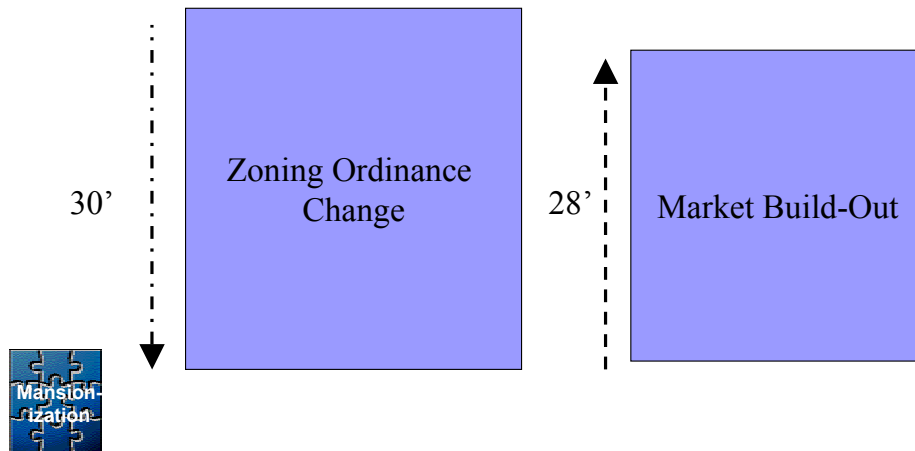 30’
Zoning Ordinance
Change
28’
Market Build-Out
Mansion-
ization